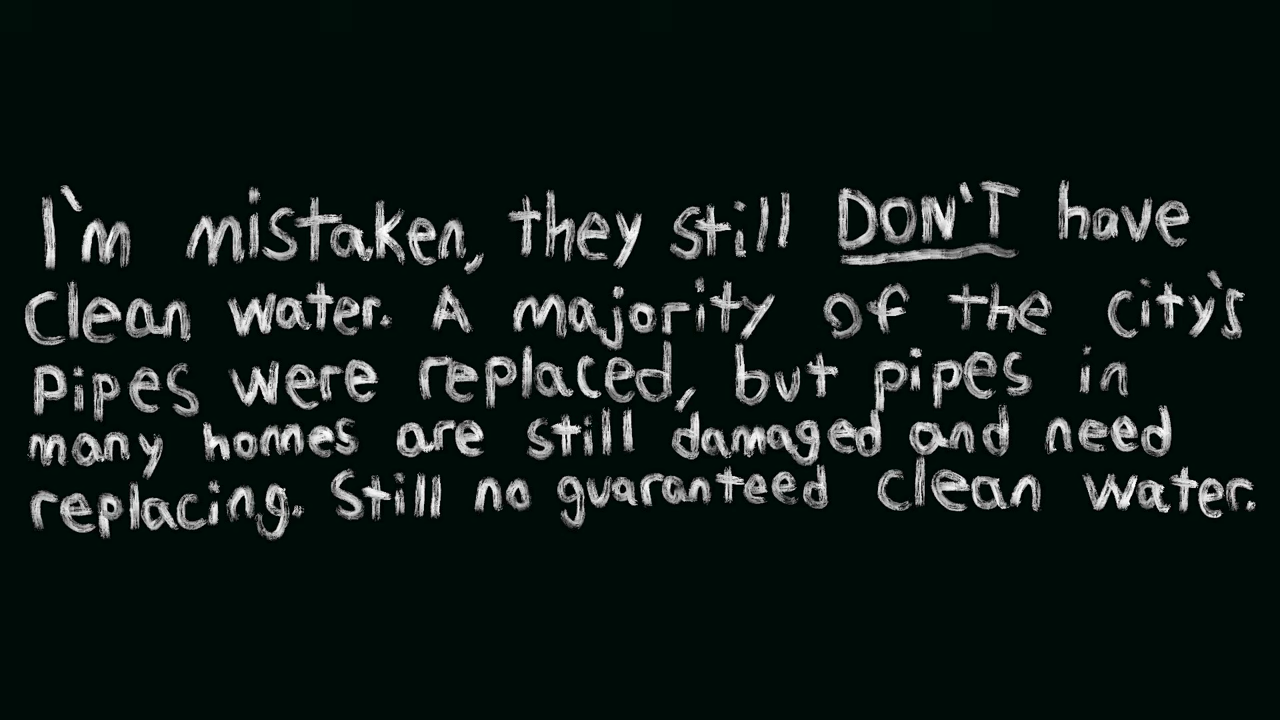 I`m mistaken, they still DON'T have
Clean water. A majority of the city's
pipes were replaced, but pipes in
many homes are still damaged and need
replacing. Still no guaranteed clean water.